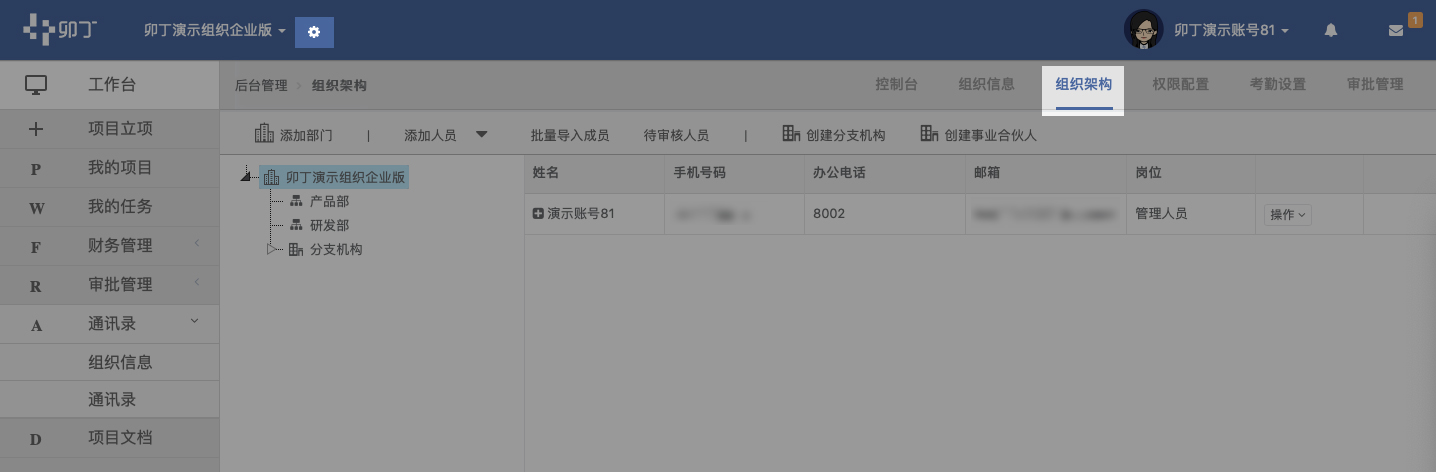 卯丁 卯丁演示组织企业版 卯丁演示账号81 1
工作台
后台管理 > 组织架构 控制台 组织信息 组织架构 权限配置 考勤设置 审批管理
项目立项
添加部门 | 添加人员 批量导入成员 待审核人员 | 创建分支机构 创建事业合伙人
P 我的项目
W 我的任务
F 财务管理
R 审批管理
A 通讯录
组织信息
通讯录
D 项目文档
卯丁演示组织企业版
产品部
研发部
分支机构
姓名 手机号码 办公电话 邮箱 岗位
演示账号81 8002 管理人员 操作